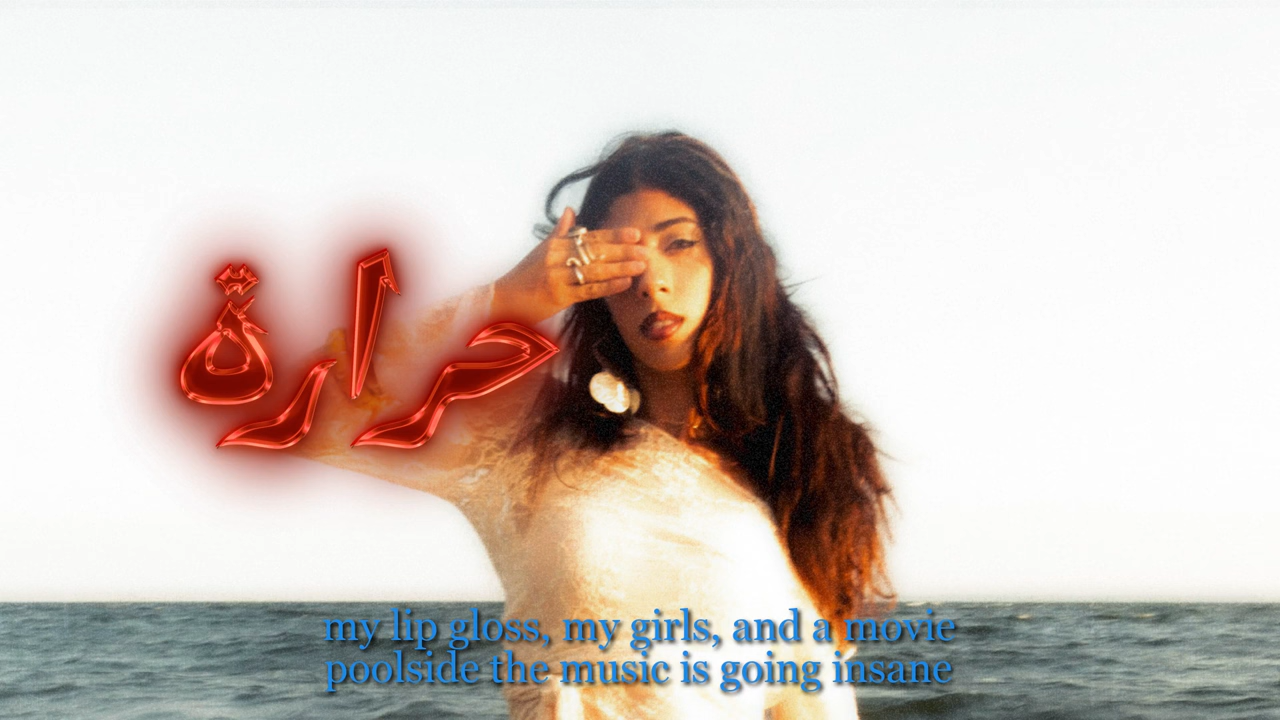 حرارة
my lip gloss, my girls, and a movie
poolside the music is going insane